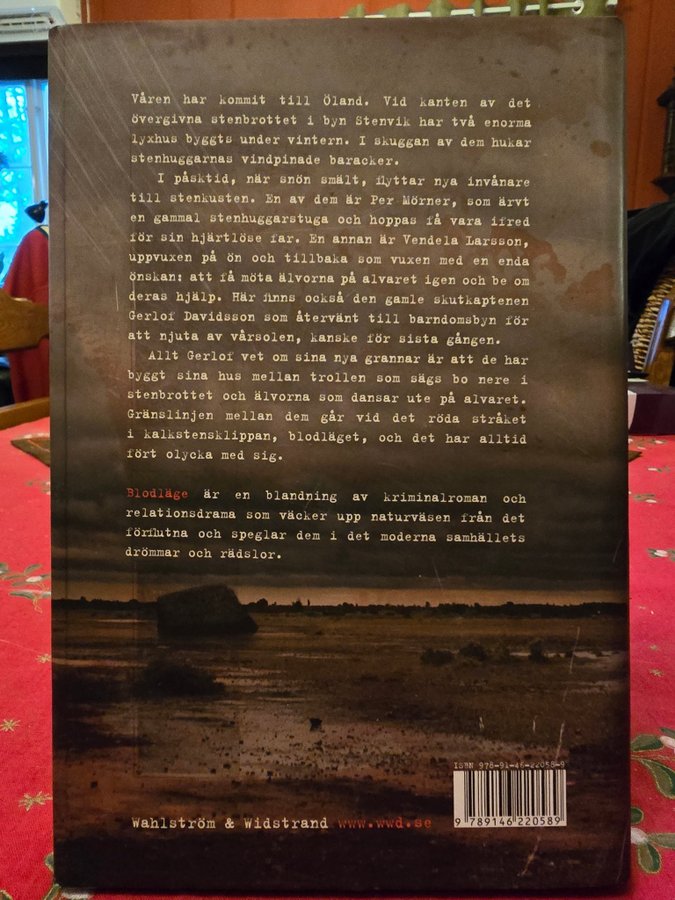 Våren har kommit till Öland. Vid kanten av det
övergivna stenbrottet i byn Stenvik har två enorma
lyxhus byggts under vintern. I skuggan av dem hukar
stenhuggarnas vindpinade baracker.
I påsktid, när snön smält, flyttar nya invånare
till stenkusten. En av dem är Per Mörner, som ärvt
en gammal stenhuggarstuga och hoppas få vara ifred
för sin hjärtlöse far. En annan är Vendela Larsson,
uppvuxen på ön och tillbaka som vuxen med en enda
önskan: att få möta älvorna på alvaret igen och be om
deras hjälp. Här finns också den gamle skutkaptenen
Gerlof Davidsson som återvänt till barndomsbyn för
att njuta av vårsolen, kanske för sista gången.
Allt Gerlof vet om sina nya grannar är att de har
byggt sina hus mellan trollen som sägs bo nere i
stenbrottet och älvorna som dansar ute på alvaret.
Gränslinjen mellan dem går vid det röda stråket
i kalkstensklippan, blodläget, och det har alltid
fört olycka med sig.
Blodläge är en blandning av kriminalroman och
relationsdrama som väcker upp naturväsen från det
förflutna och speglar dem i det moderna samhällets
drömmar och rädslor.
ISBN 978-91-46-22058-9
9 789146 220589
Wahlström & Widstrand www.wwd.se